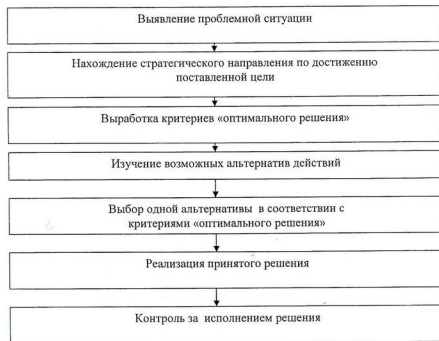 Выявление проблемной ситуации
Нахождение стратегического направления по достижению
поставленной цели
Выработка критериев «оптимального решения»
Изучение возможных альтернатив действий
Выбор одной альтернативы в соответствии с
критериями «оптимального решения»
Реализация принятого решения
Контроль за исполнением решения